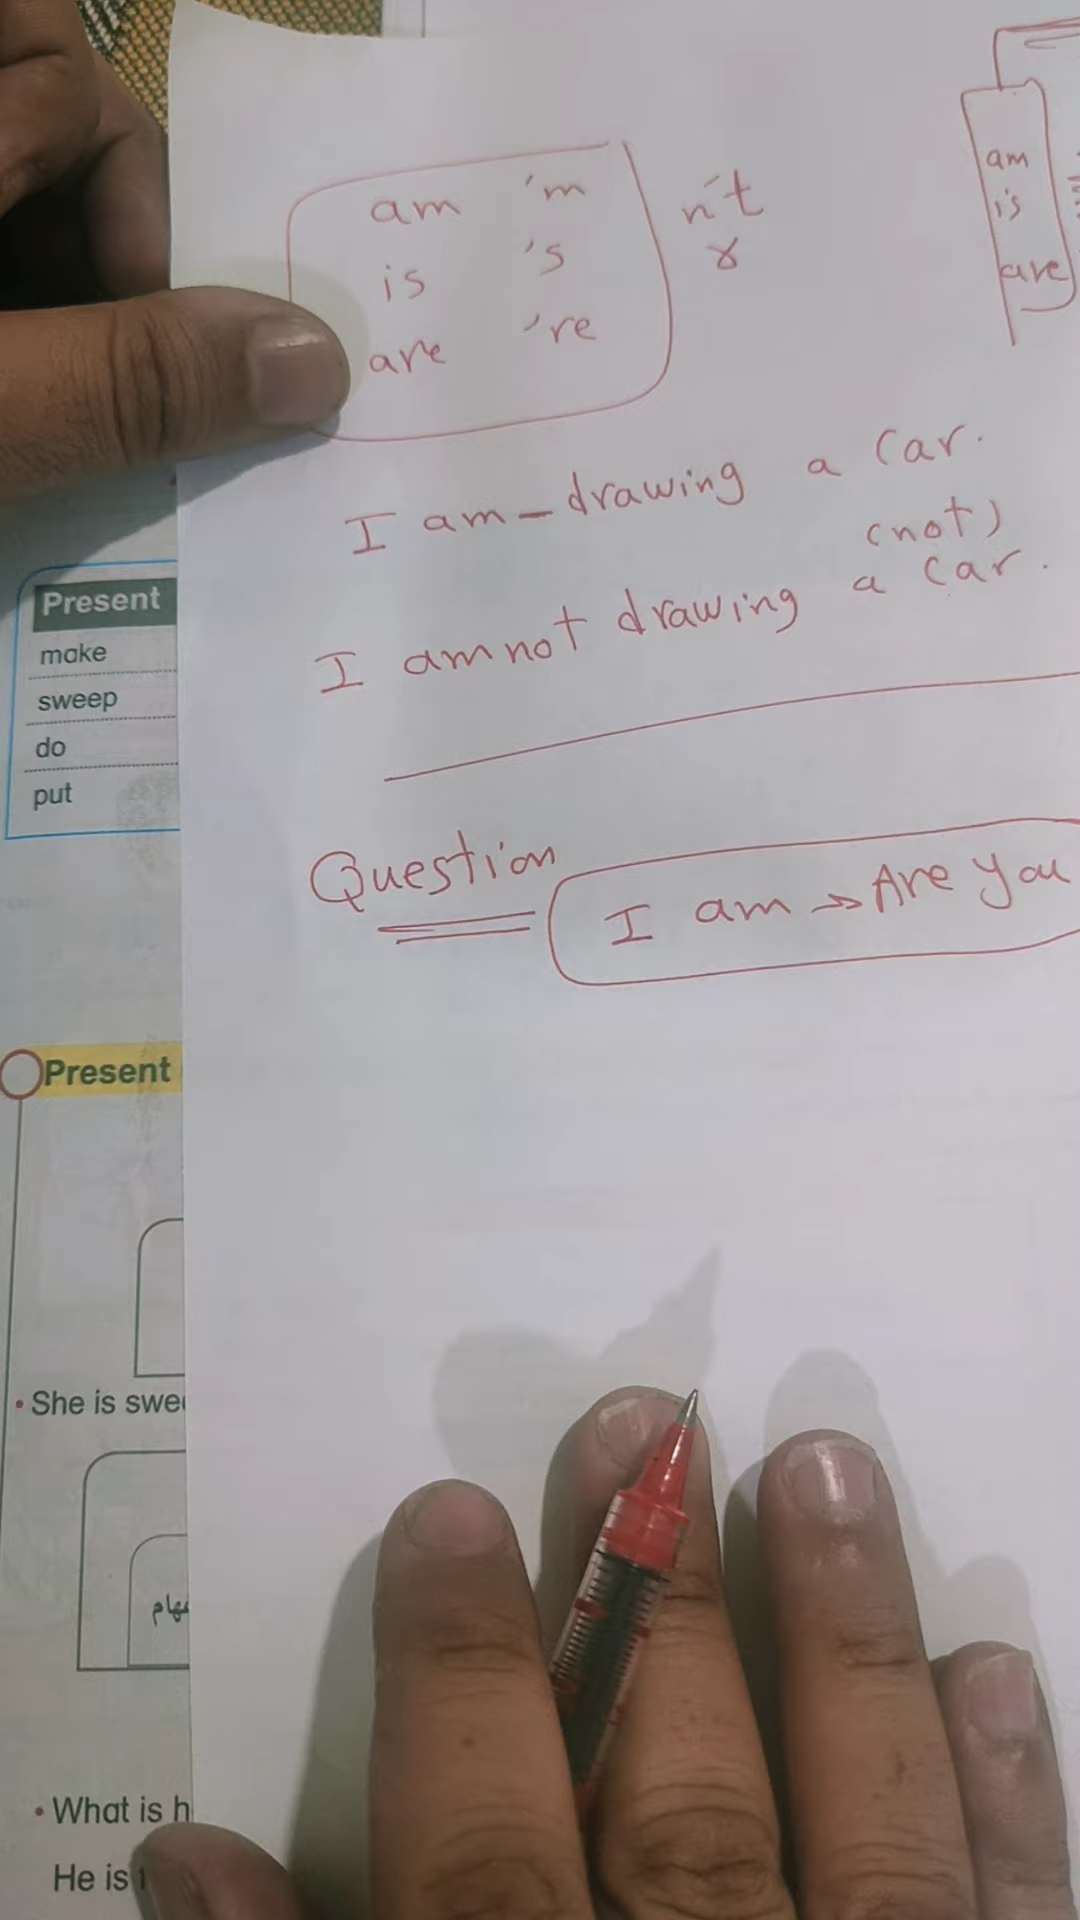 am 'm n't
is 's
are 're
am
is
are
I am – drawing a car.
(not)
I am not drawing a car.
Question
I am → Are you
Present
make
sweep
do
put
Present
• She is
• What is
He is